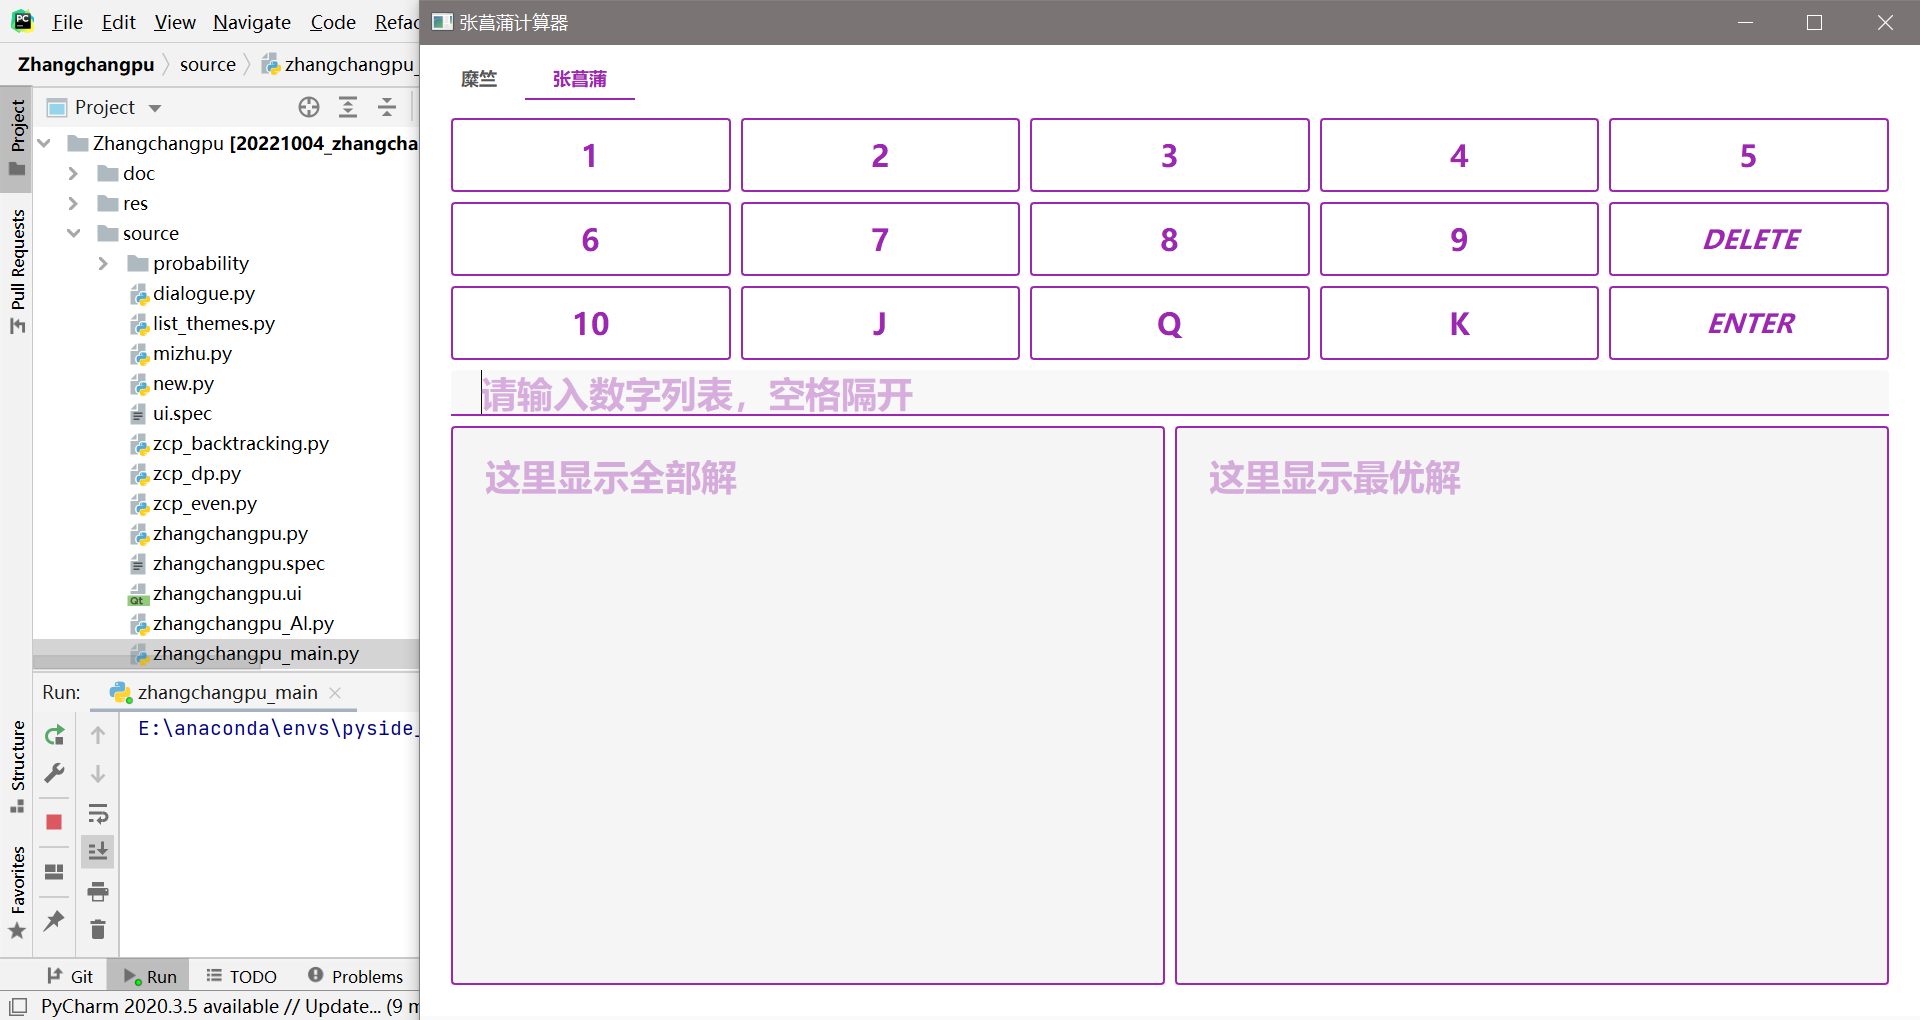 File Edit View Navigate Code Refac
张菖蒲计算器
Zhangchangpu source zhangchangpu_
Project
Project
Pull Requests
Structure
Favorites
Zhangchangpu [20221004_zhangcha
doc
res
source
probability
dialogue.py
list_themes.py
mizhu.py
new.py
ui.spec
zcp_backtracking.py
zcp_dp.py
zcp_even.py
zhangchangpu.py
zhangchangpu.spec
zhangchangpu.ui
zhangchangpu_AI.py
zhangchangpu_main.py
Run: zhangchangpu_main
E:\anaconda\envs\pyside_
Git Run TODO Problems
PyCharm 2020.3.5 available // Update... (9 m
糜竺 张菖蒲
1 2 3 4 5
6 7 8 9 DELETE
10 J Q K ENTER
请输入数字列表，空格隔开
这里显示全部解
这里显示最优解